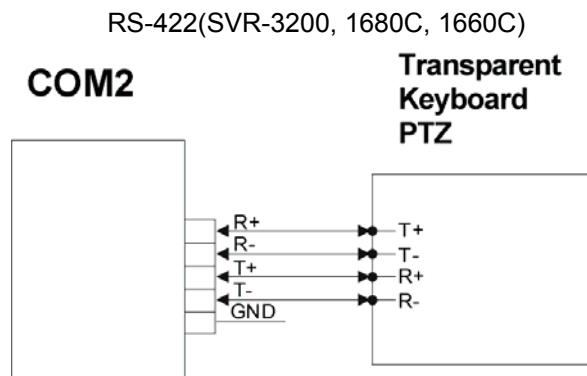 RS-422(SVR-3200, 1680C, 1660C)
COM2
Transparent
Keyboard
PTZ
R+
R-
T+
T-
GND
T+
T-
R+
R-